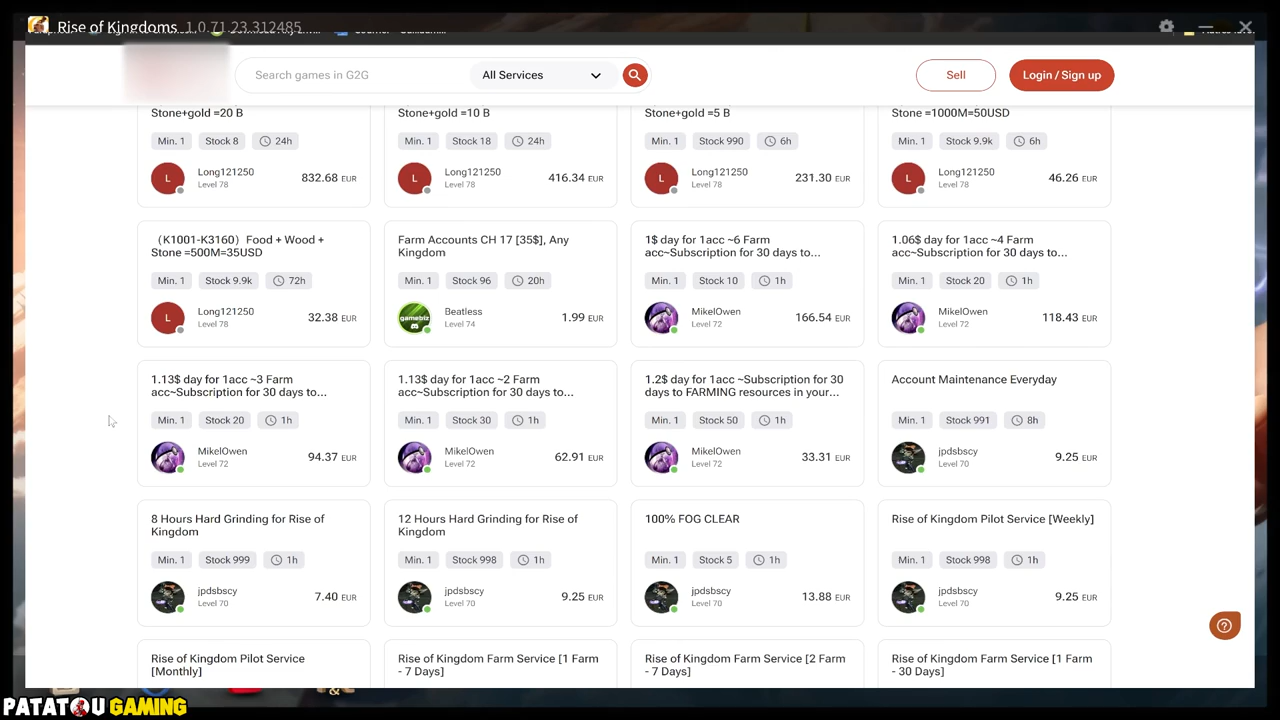 Rise of Kingdoms 1.0.71.23.312485
Search games in G2G
All Services
Sell
Login / Sign up
Stone+gold =20 B
Min. 1 Stock 8 24h
L Long121250
Level 78
832.68 EUR
Stone+gold =10 B
Min. 1 Stock 18 24h
L Long121250
Level 78
416.34 EUR
Stone+gold =5 B
Min. 1 Stock 990 6h
L Long121250
Level 78
231.30 EUR
Stone =1000M=50USD
Min. 1 Stock 9.9k 6h
L Long121250
Level 78
46.26 EUR
（K1001-K3160）Food + Wood +
Stone =500M=35USD
Min. 1 Stock 9.9k 72h
L Long121250
Level 78
32.38 EUR
Farm Accounts CH 17 [35$], Any
Kingdom
Min. 1 Stock 96 20h
gametriz Beatless
Level 74
1.99 EUR
1$ day for 1acc ~6 Farm
acc~Subscription for 30 days to...
Min. 1 Stock 10 1h
MikelOwen
Level 72
166.54 EUR
1.06$ day for 1acc ~4 Farm
acc~Subscription for 30 days to...
Min. 1 Stock 20 1h
MikelOwen
Level 72
118.43 EUR
1.13$ day for 1acc ~3 Farm
acc~Subscription for 30 days to...
Min. 1 Stock 20 1h
MikelOwen
Level 72
94.37 EUR
1.13$ day for 1acc ~2 Farm
acc~Subscription for 30 days to...
Min. 1 Stock 30 1h
MikelOwen
Level 72
62.91 EUR
1.2$ day for 1acc ~Subscription for 30
days to FARMING resources in your...
Min. 1 Stock 50 1h
MikelOwen
Level 72
33.31 EUR
Account Maintenance Everyday
Min. 1 Stock 991 8h
jpdsbscy
Level 70
9.25 EUR
8 Hours Hard Grinding for Rise of
Kingdom
Min. 1 Stock 999 1h
jpdsbscy
Level 70
7.40 EUR
12 Hours Hard Grinding for Rise of
Kingdom
Min. 1 Stock 998 1h
jpdsbscy
Level 70
9.25 EUR
100% FOG CLEAR
Min. 1 Stock 5 1h
jpdsbscy
Level 70
13.88 EUR
Rise of Kingdom Pilot Service [Weekly]
Min. 1 Stock 998 1h
jpdsbscy
Level 70
9.25 EUR
Rise of Kingdom Pilot Service
[Monthly]
Rise of Kingdom Farm Service [1 Farm
- 7 Days]
Rise of Kingdom Farm Service [2 Farm
- 7 Days]
Rise of Kingdom Farm Service [1 Farm
- 30 Days]
PATATOU GAMING